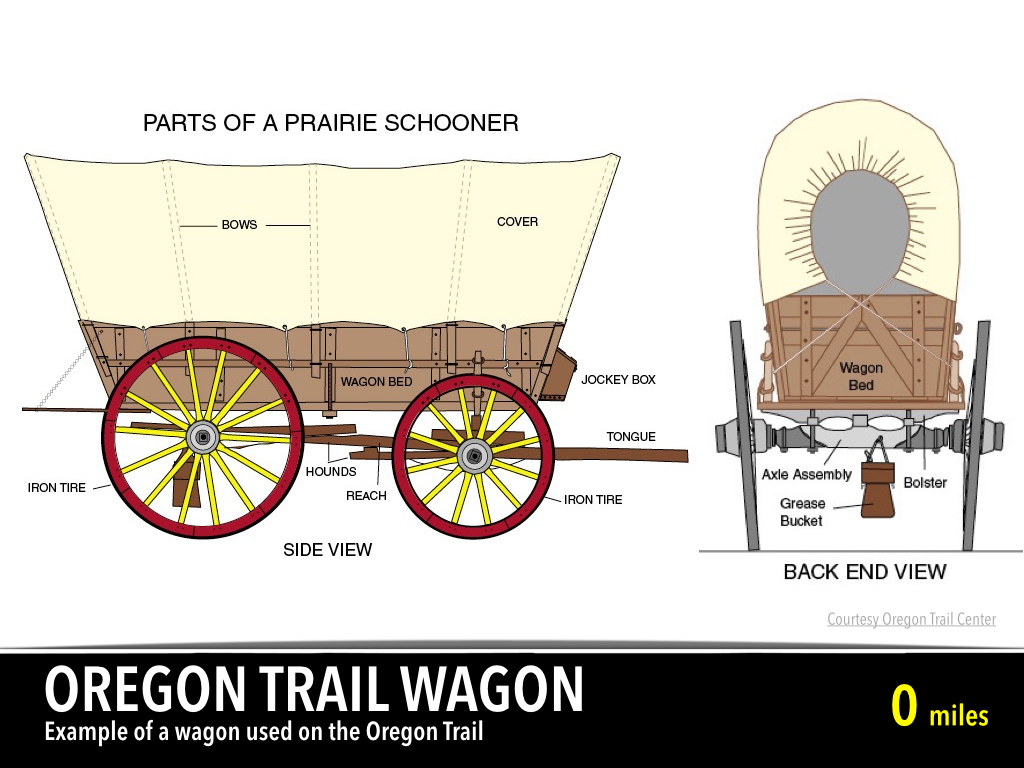 PARTS OF A PRAIRIE SCHOONER
BOWS
COVER
WAGON BED
JOCKEY BOX
TONGUE
HOUNDS
REACH
IRON TIRE
IRON TIRE
SIDE VIEW
Wagon
Bed
Axle Assembly
Bolster
Grease
Bucket
BACK END VIEW
Courtesy Oregon Trail Center
OREGON TRAIL WAGON
Example of a wagon used on the Oregon Trail
0 miles